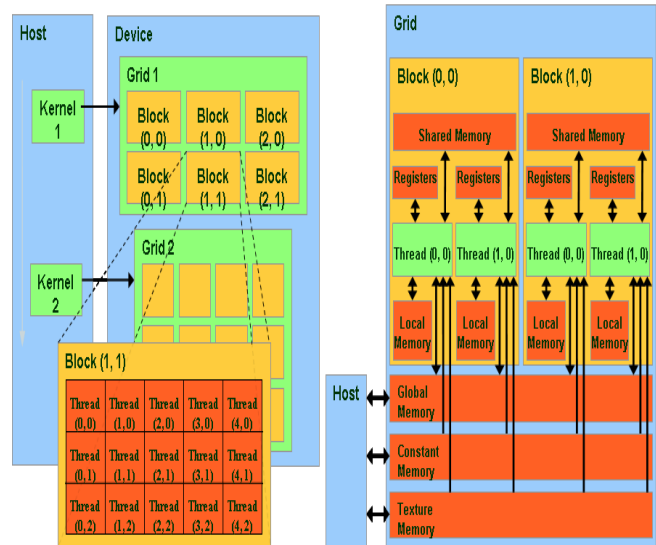 Host
Device
Grid 1
Kernel
1
Block
(0, 0)
Block
(1, 0)
Block
(2, 0)
Block
(0, 1)
Block
(1, 1)
Block
(2, 1)
Grid 2
Kernel
2
Block (1, 1)
Thread
(0,0)
Thread
(1,0)
Thread
(2,0)
Thread
(3,0)
Thread
(4,0)
Thread
(0,1)
Thread
(1,1)
Thread
(2,1)
Thread
(3,1)
Thread
(4,1)
Thread
(0,2)
Thread
(1,2)
Thread
(2,2)
Thread
(3,2)
Thread
(4,2)
Grid
Block (0, 0)
Shared Memory
Registers
Registers
Thread (0, 0)
Thread (1, 0)
Local
Memory
Local
Memory
Block (1, 0)
Shared Memory
Registers
Registers
Thread (0, 0)
Thread (1, 0)
Local
Memory
Local
Memory
Host
Global
Memory
Constant
Memory
Texture
Memory